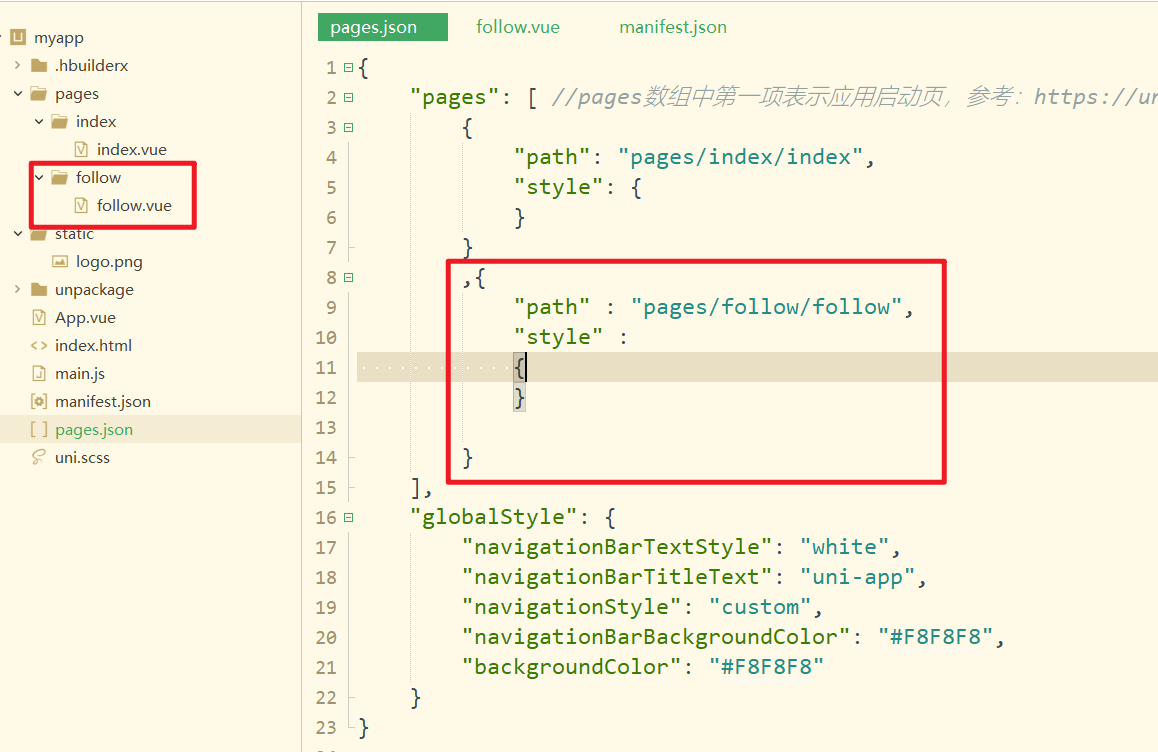 myapp
.hbuilderx
pages
index
index.vue
follow
follow.vue
static
logo.png
unpackage
App.vue
index.html
main.js
manifest.json
pages.json
uni.scss
pages.json follow.vue manifest.json
1 {
2 "pages": [ //pages数组中第一项表示应用启动页，参考：https://un
3 {
4 "path": "pages/index/index",
5 "style": {
6 }
7 }
8 ,{
9 "path" : "pages/follow/follow",
10 "style" :
11 {
12 }
13
14 }
15 ],
16 "globalStyle": {
17 "navigationBarTextStyle": "white",
18 "navigationBarTitleText": "uni-app",
19 "navigationStyle": "custom",
20 "navigationBarBackgroundColor": "#F8F8F8",
21 "backgroundColor": "#F8F8F8"
22 }
23 }